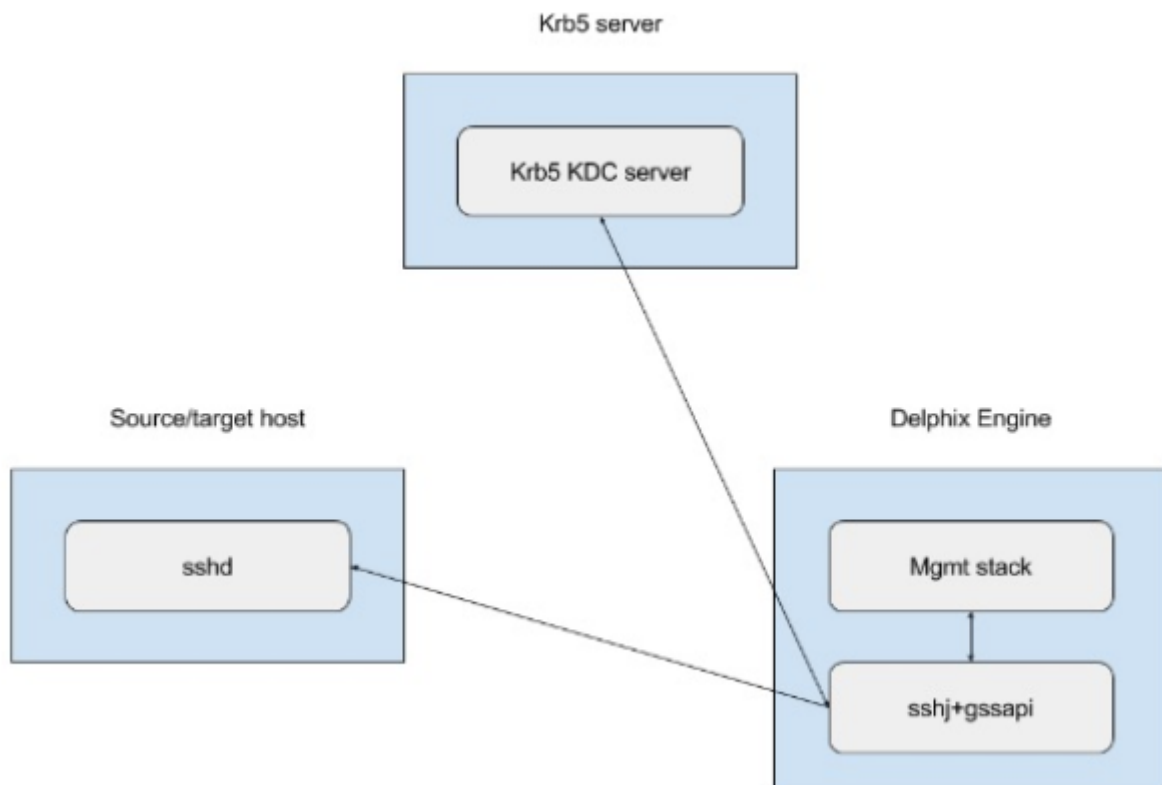 Krb5 server
Krb5 KDC server
Source/target host
Delphix Engine
sshd
Mgmt stack
sshj+gssapi